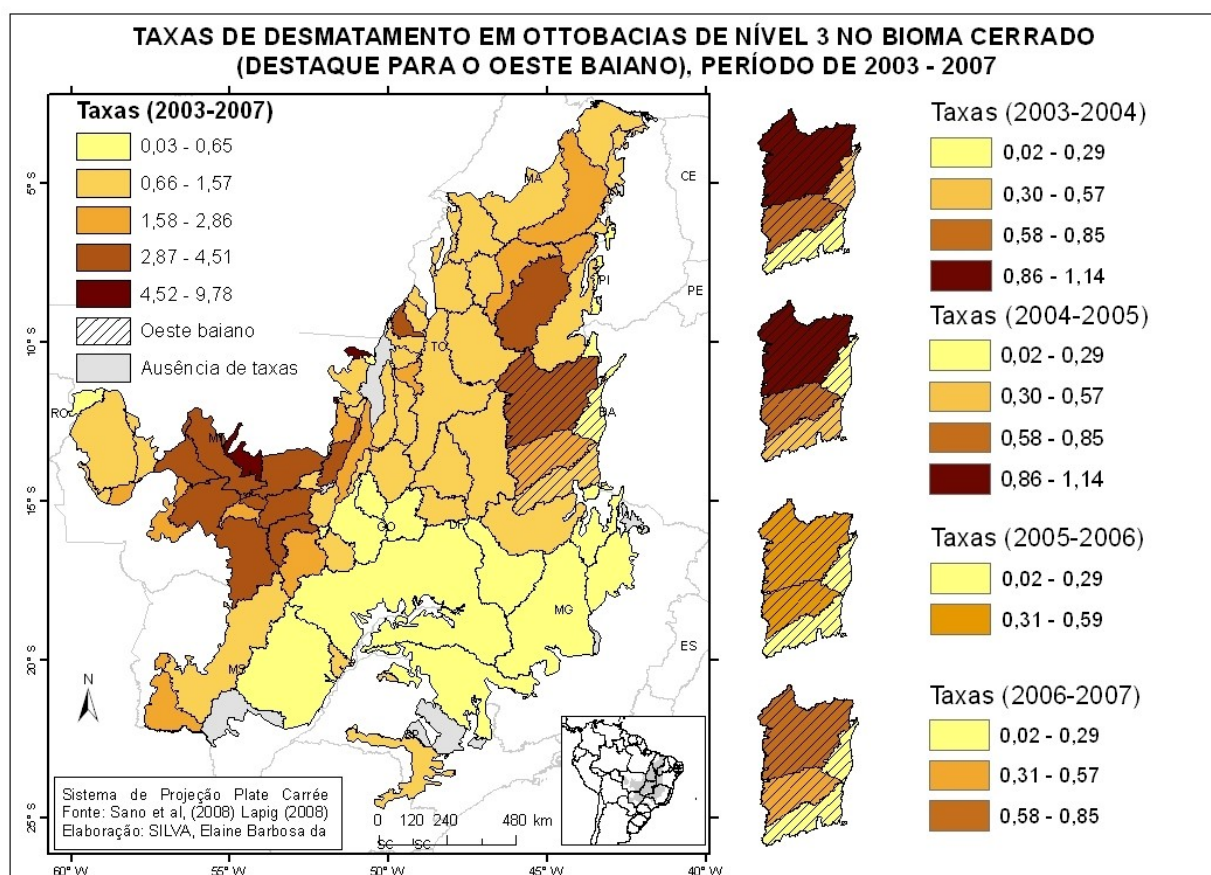 TAXAS DE DESMATAMENTO EM OTTOBACIAS DE NÍVEL 3 NO BIOMA CERRADO
(DESTAQUE PARA O OESTE BAIANO), PERÍODO DE 2003 - 2007
Taxas (2003-2007)
0,03 - 0,65
0,66 - 1,57
1,58 - 2,86
2,87 - 4,51
4,52 - 9,78
Oeste baiano
Ausência de taxas
5° S
10° S
15° S
20° S
25° S
MA
CE
PI
PE
TO
BA
RO
MT
GO
DF
MG
ES
MS
SP
N
Sistema de Projeção Plate Carrée
Fonte: Sano et al, (2008) Lapig (2008)
Elaboração: SILVA, Elaine Barbosa da
0 120 240 480 km
SC SC
60° W 55° W 50° W 45° W 40° W
Taxas (2003-2004)
0,02 - 0,29
0,30 - 0,57
0,58 - 0,85
0,86 - 1,14
Taxas (2004-2005)
0,02 - 0,29
0,30 - 0,57
0,58 - 0,85
0,86 - 1,14
Taxas (2005-2006)
0,02 - 0,29
0,31 - 0,59
Taxas (2006-2007)
0,02 - 0,29
0,31 - 0,57
0,58 - 0,85